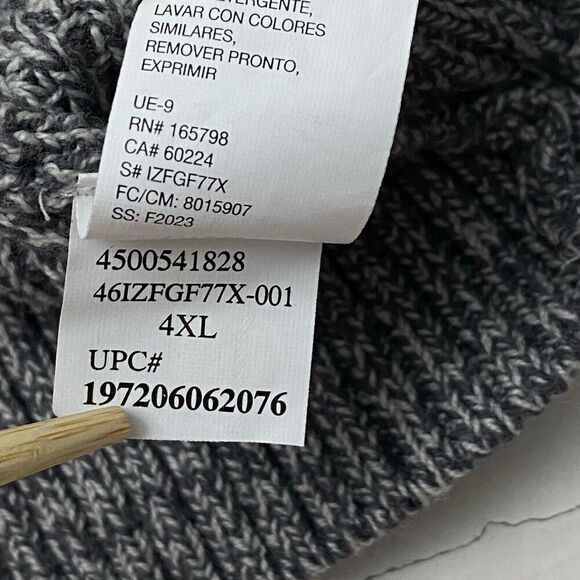 DETERGENTE,
LAVAR CON COLORES
SIMILARES,
REMOVER PRONTO,
EXPRIMIR
UE-9
RN# 165798
CA# 60224
S# IZFGF77X
FC/CM: 8015907
SS: F2023
4500541828
46IZFGF77X-001
4XL
UPC#
197206062076